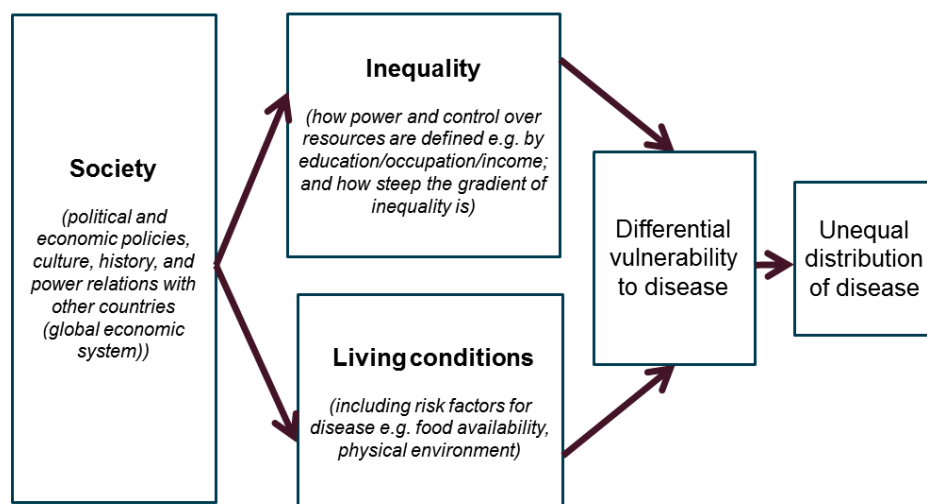 Society
(political and
economic policies,
culture, history, and
power relations with
other countries
(global economic
system))
Inequality
(how power and control over
resources are defined e.g. by
education/occupation/income;
and how steep the gradient of
inequality is)
Living conditions
(including risk factors for
disease e.g. food availability,
physical environment)
Differential
vulnerability
to disease
Unequal
distribution
of disease